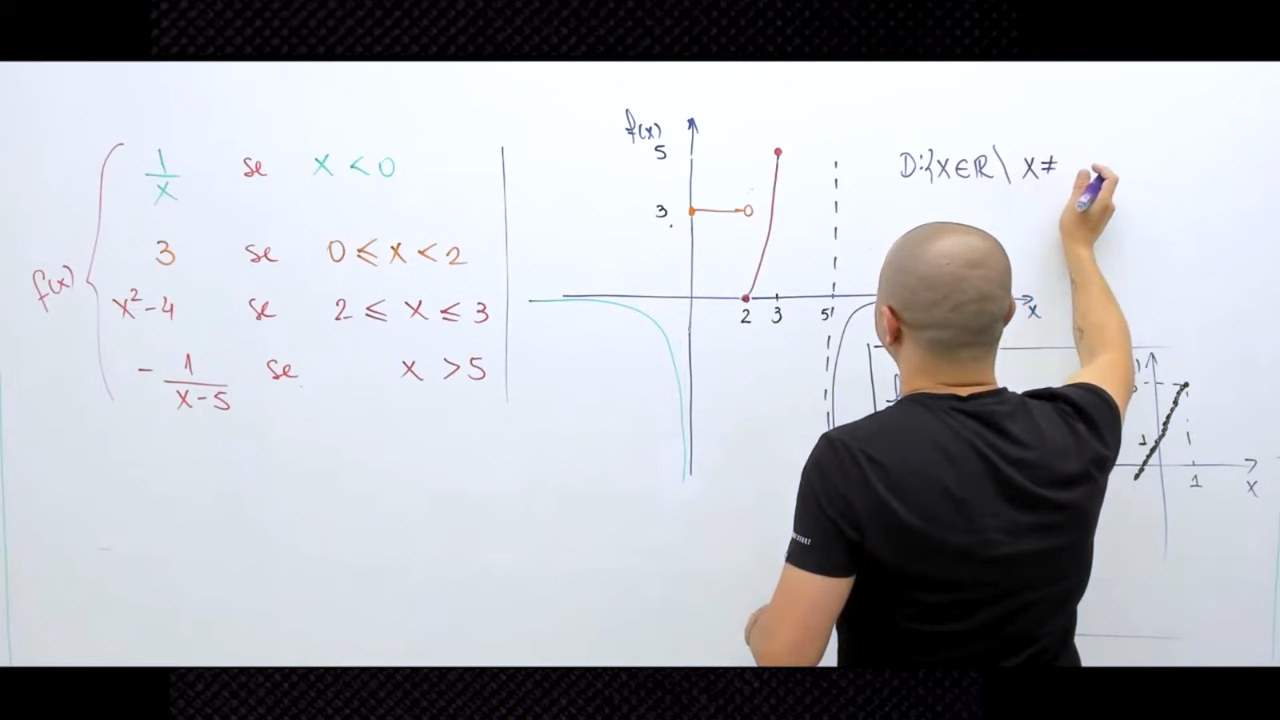 f(x)
1/x se x < 0
3 se 0 ≤ x < 2
x²-4 se 2 ≤ x ≤ 3
- 1/(x-5) se x > 5
f(x)
5
3
2 3 5 x
D:{x∈ℝ \ x≠
1
1
x